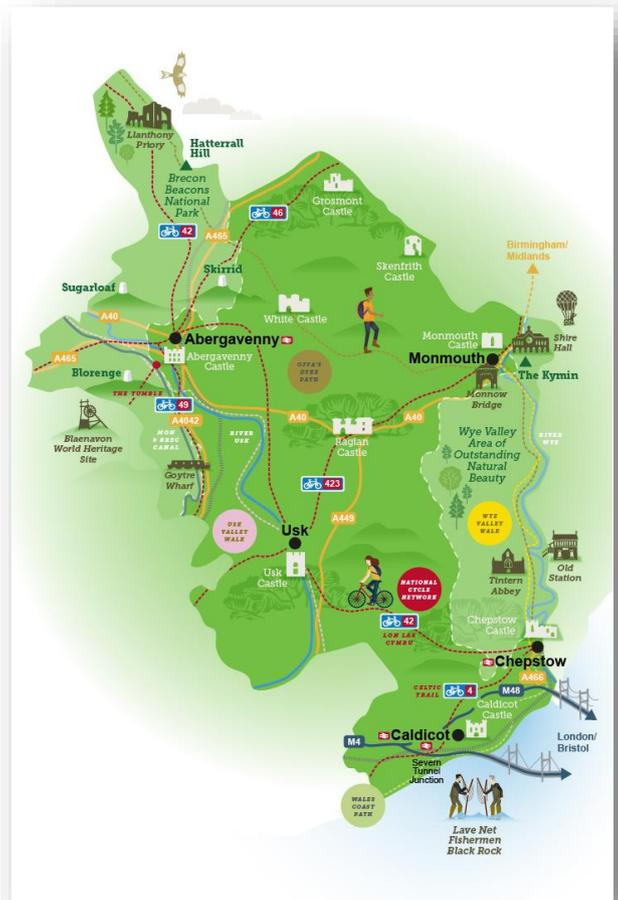 Llanthony
Priory
Hatterrall
Hill
Brecon
Beacons
National
Park
42
46
A465
Grosmont
Castle
Skenfrith
Castle
Birmingham/
Midlands
Skirrid
Sugarloaf
White Castle
A40
Abergavenny
Abergavenny
Castle
A465
Blorenge
THE TUMBLE
OFFA'S
DYKE
PATH
Monmouth
Castle
Monmouth
Shire
Hall
The Kymin
Monnow
Bridge
49
A4042
MON
& BREC
CANAL
RIVER
USK
A40
A40
Raglan
Castle
Blaenavon
World Heritage
Site
Goytre
Wharf
Wye Valley
Area of
Outstanding
Natural
Beauty
RIVER
WYE
423
A449
USK
VALLEY
WALK
Usk
Usk
Castle
WYE
VALLEY
WALK
Tintern
Abbey
Old
Station
NATIONAL
CYCLE
NETWORK
42
LON LAS
CYMRU
Chepstow
Castle
Chepstow
A466
CELTIC
TRAIL
4
M48
Caldicot
Castle
M4
Caldicot
London/
Bristol
Severn
Tunnel
Junction
WALES
COAST
PATH
Lave Net
Fishermen
Black Rock